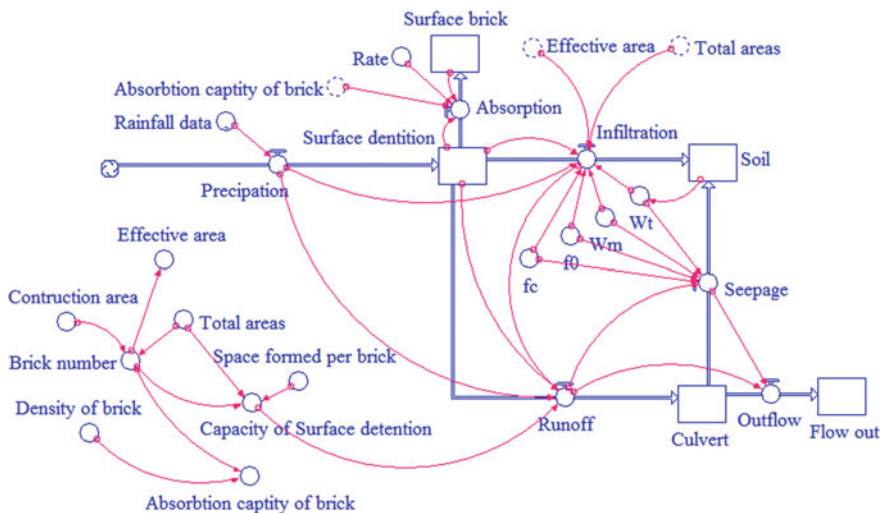 Surface brick
Effective area
Total areas
Rate
Absorbtion captity of brick
Absorption
Rainfall data
Surface dentition
Infiltration
Soil
Precipation
Wt
Wm
f0
fc
Effective area
Seepage
Contruction area
Total areas
Brick number
Space formed per brick
Density of brick
Capacity of Surface detention
Runoff
Culvert
Outflow
Flow out
Absorbtion captity of brick